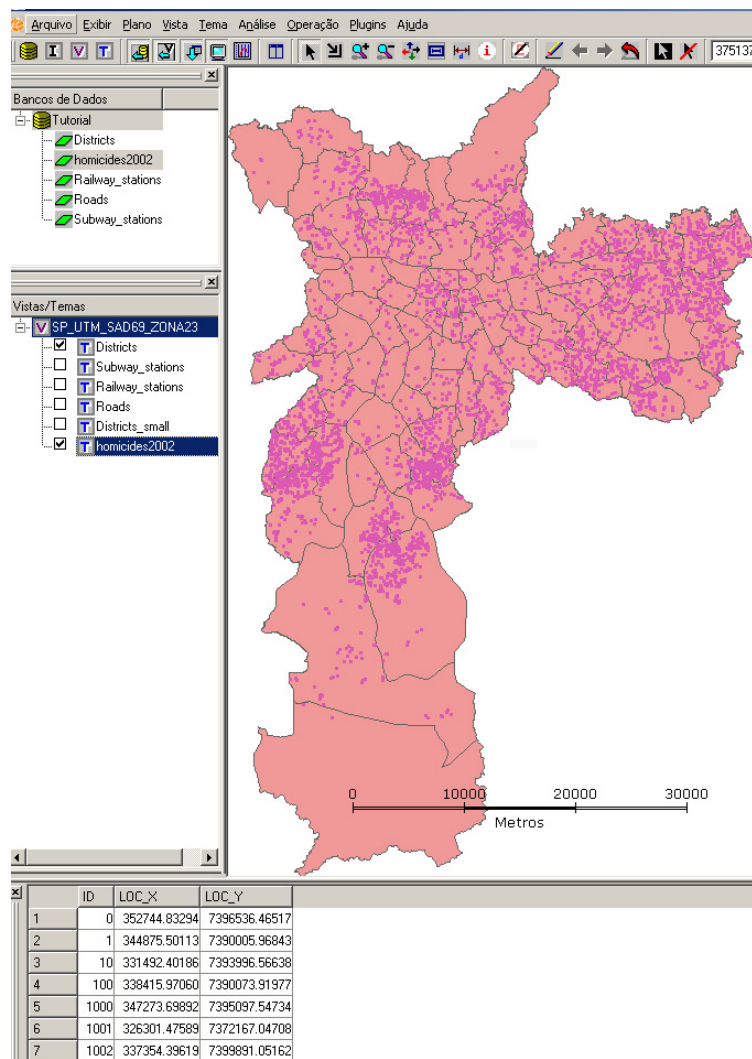 Arquivo Exibir Plano Vista Tema Análise Operação Plugins Ajuda
I V T i 375137
Bancos de Dados
Tutorial
Districts
homicides2002
Railway_stations
Roads
Subway_stations
Vistas/Temas
V SP_UTM_SAD69_ZONA23
T Districts
T Subway_stations
T Railway_stations
T Roads
T Districts_small
T homicides2002
0 10000 20000 30000
Metros
ID LOC_X LOC_Y
1 0 352744.83294 7396536.46517
2 1 344875.50113 7390005.96843
3 10 331492.40186 7393996.56638
4 100 338415.97060 7390073.91977
5 1000 347273.69892 7395097.54734
6 1001 326301.47589 7372167.04708
7 1002 337354.39619 7399891.05162